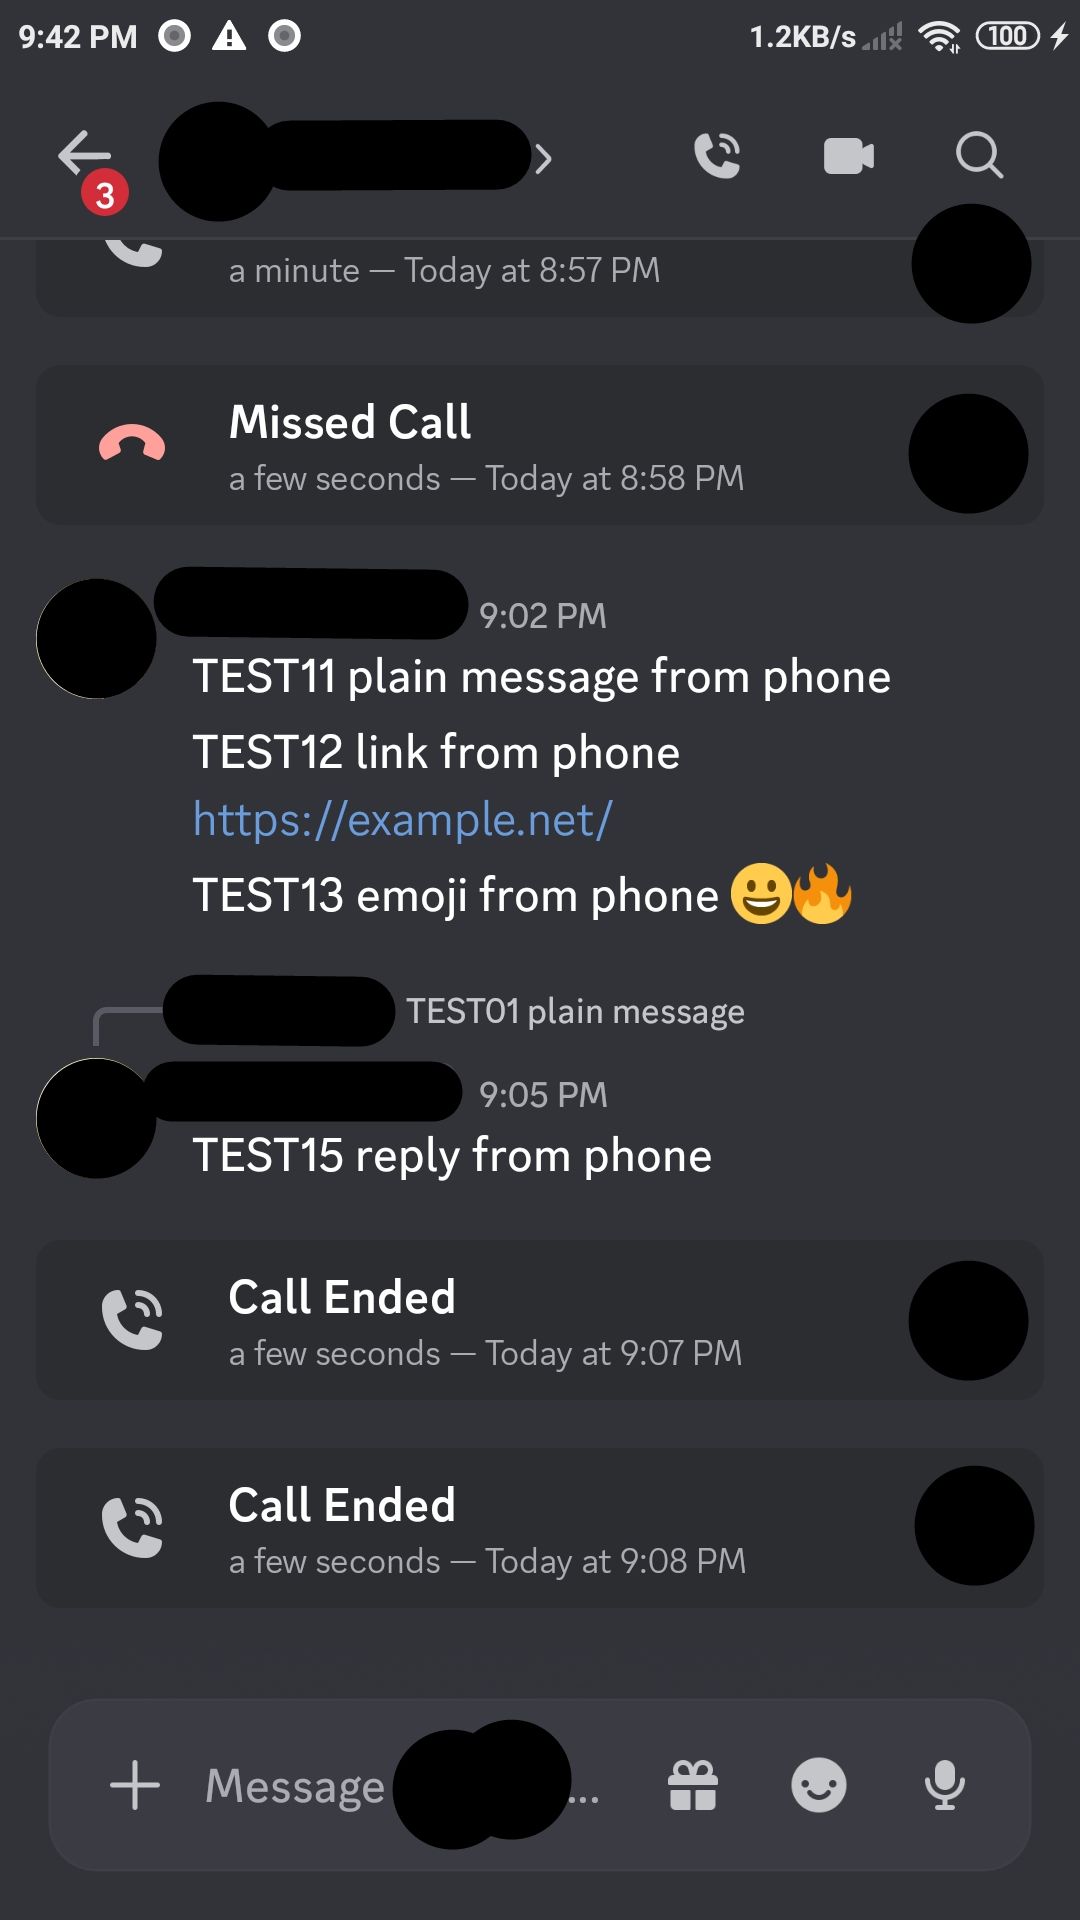 9:42 PM 1.2KB/s 100
3
a minute — Today at 8:57 PM
Missed Call
a few seconds — Today at 8:58 PM
9:02 PM
TEST11 plain message from phone
TEST12 link from phone
https://example.net/
TEST13 emoji from phone 😀🔥
TEST01 plain message
9:05 PM
TEST15 reply from phone
Call Ended
a few seconds — Today at 9:07 PM
Call Ended
a few seconds — Today at 9:08 PM
Message ...